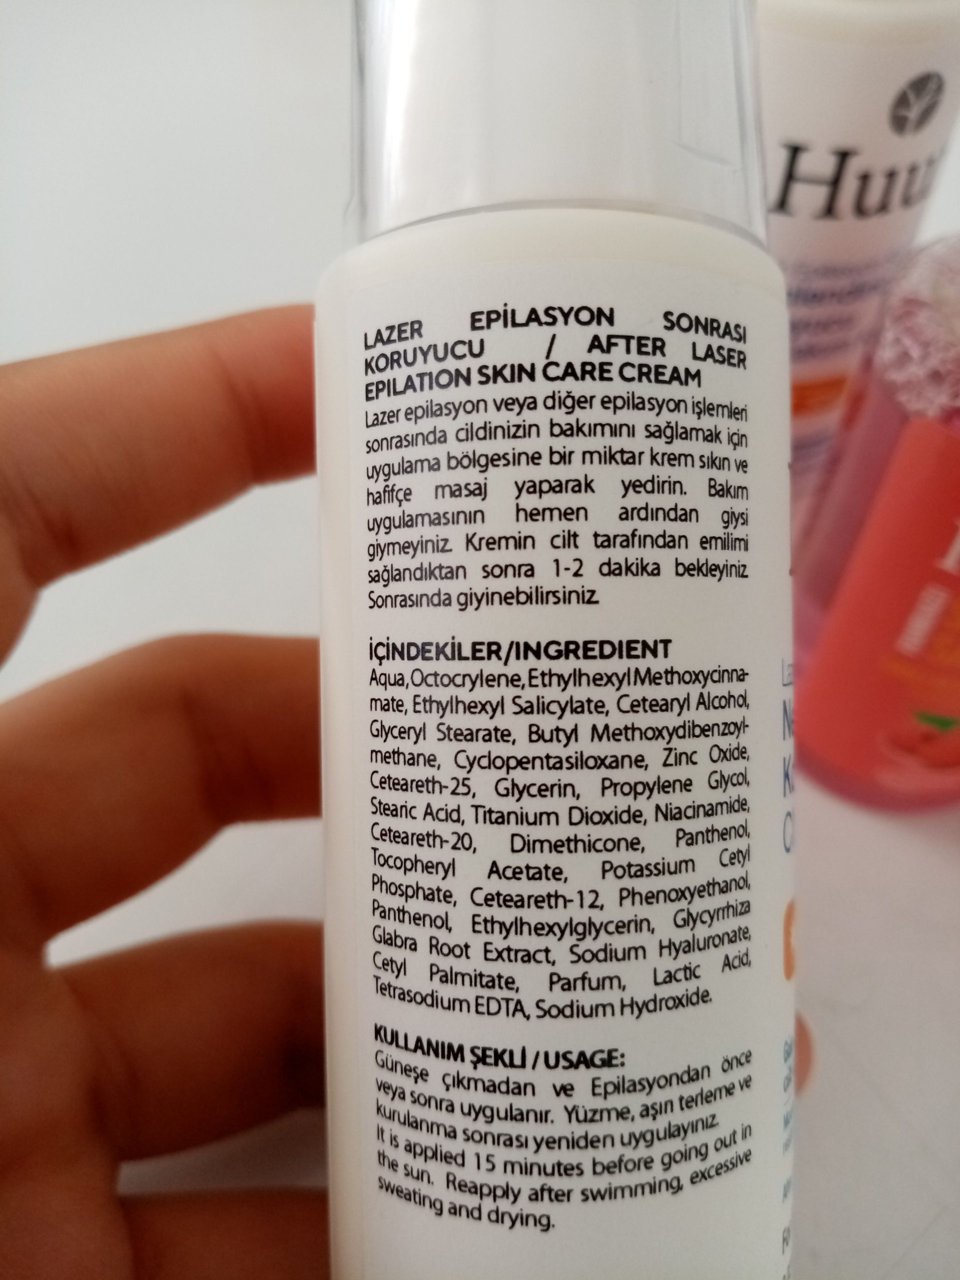 LAZER EPİLASYON SONRASI
KORUYUCU / AFTER LASER
EPILATION SKIN CARE CREAM
Lazer epilasyon veya diğer epilasyon işlemleri
sonrasında cildinizin bakımını sağlamak için
uygulama bölgesine bir miktar krem sıkın ve
hafifçe masaj yaparak yedirin. Bakım
uygulamasının hemen ardından giysi
giymeyiniz. Kremin cilt tarafından emilimi
sağlandıktan sonra 1-2 dakika bekleyiniz.
Sonrasında giyinebilirsiniz.
İÇİNDEKİLER/INGREDIENT
Aqua, Octocrylene, Ethylhexyl Methoxycinna-
mate, Ethylhexyl Salicylate, Cetearyl Alcohol,
Glyceryl Stearate, Butyl Methoxydibenzoyl-
methane, Cyclopentasiloxane, Zinc Oxide,
Ceteareth-25, Glycerin, Propylene Glycol,
Stearic Acid, Titanium Dioxide, Niacinamide,
Ceteareth-20, Dimethicone, Panthenol,
Tocopheryl Acetate, Potassium Cetyl
Phosphate, Ceteareth-12, Phenoxyethanol,
Panthenol, Ethylhexylglycerin, Glycyrrhiza
Glabra Root Extract, Sodium Hyaluronate,
Cetyl Palmitate, Parfum, Lactic Acid,
Tetrasodium EDTA, Sodium Hydroxide.
KULLANIM ŞEKLİ / USAGE:
Güneşe çıkmadan ve Epilasyondan önce
veya sonra uygulanır. Yüzme, aşırı terleme ve
kurulanma sonrası yeniden uygulayınız.
It is applied 15 minutes before going out in
the sun. Reapply after swimming, excessive
sweating and drying.